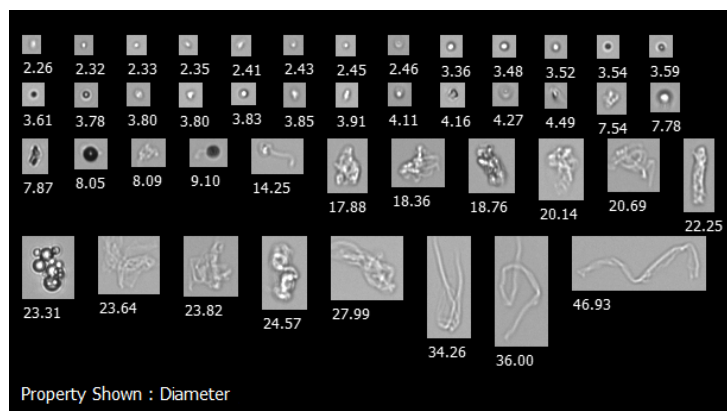 2.26 2.32 2.33 2.35 2.41 2.43 2.45 2.46 3.36 3.48 3.52 3.54 3.59
3.61 3.78 3.80 3.80 3.83 3.85 3.91 4.11 4.16 4.27 4.49 7.54 7.78
7.87 8.05 8.09 9.10 14.25 17.88 18.36 18.76 20.14 20.69 22.25
23.31 23.64 23.82 24.57 27.99 34.26 36.00 46.93
Property Shown : Diameter